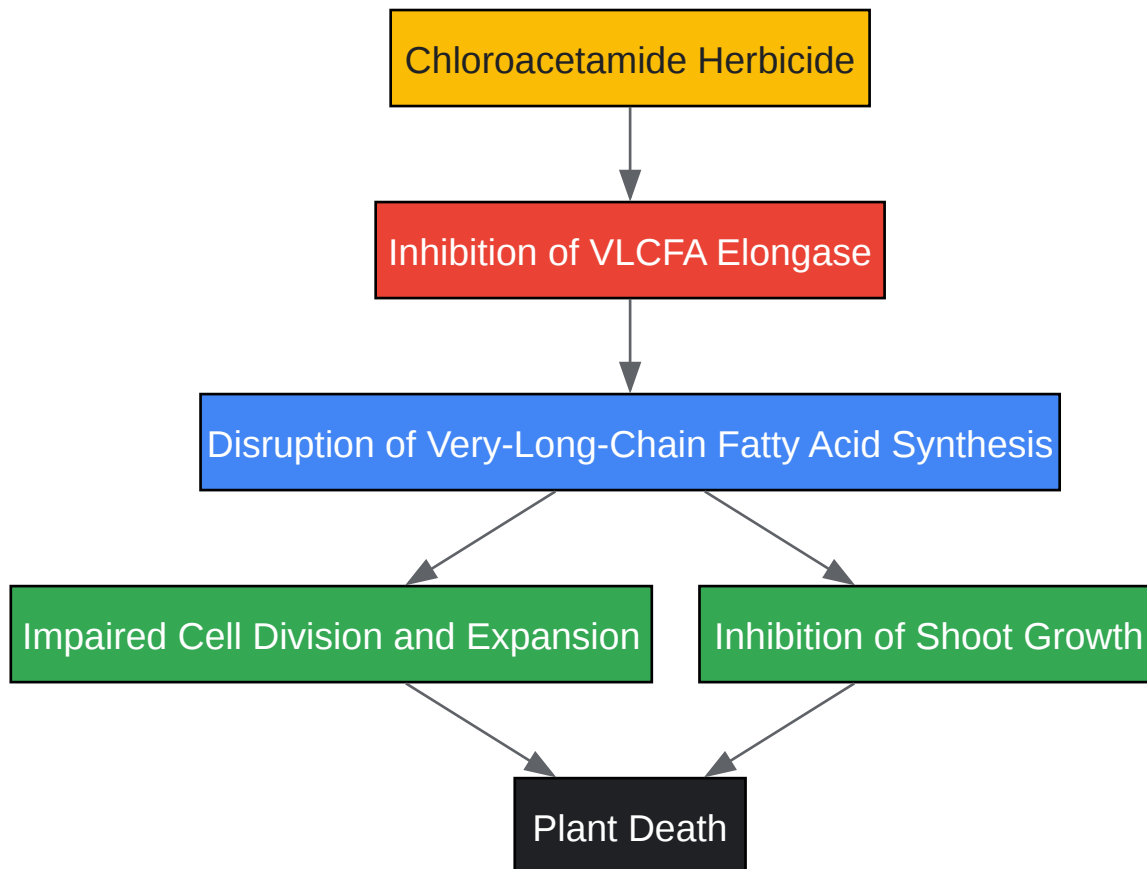 Chloroacetamide Herbicide
Inhibition of VLCFA Elongase
Disruption of Very-Long-Chain Fatty Acid Synthesis
Impaired Cell Division and Expansion
Inhibition of Shoot Growth
Plant Death